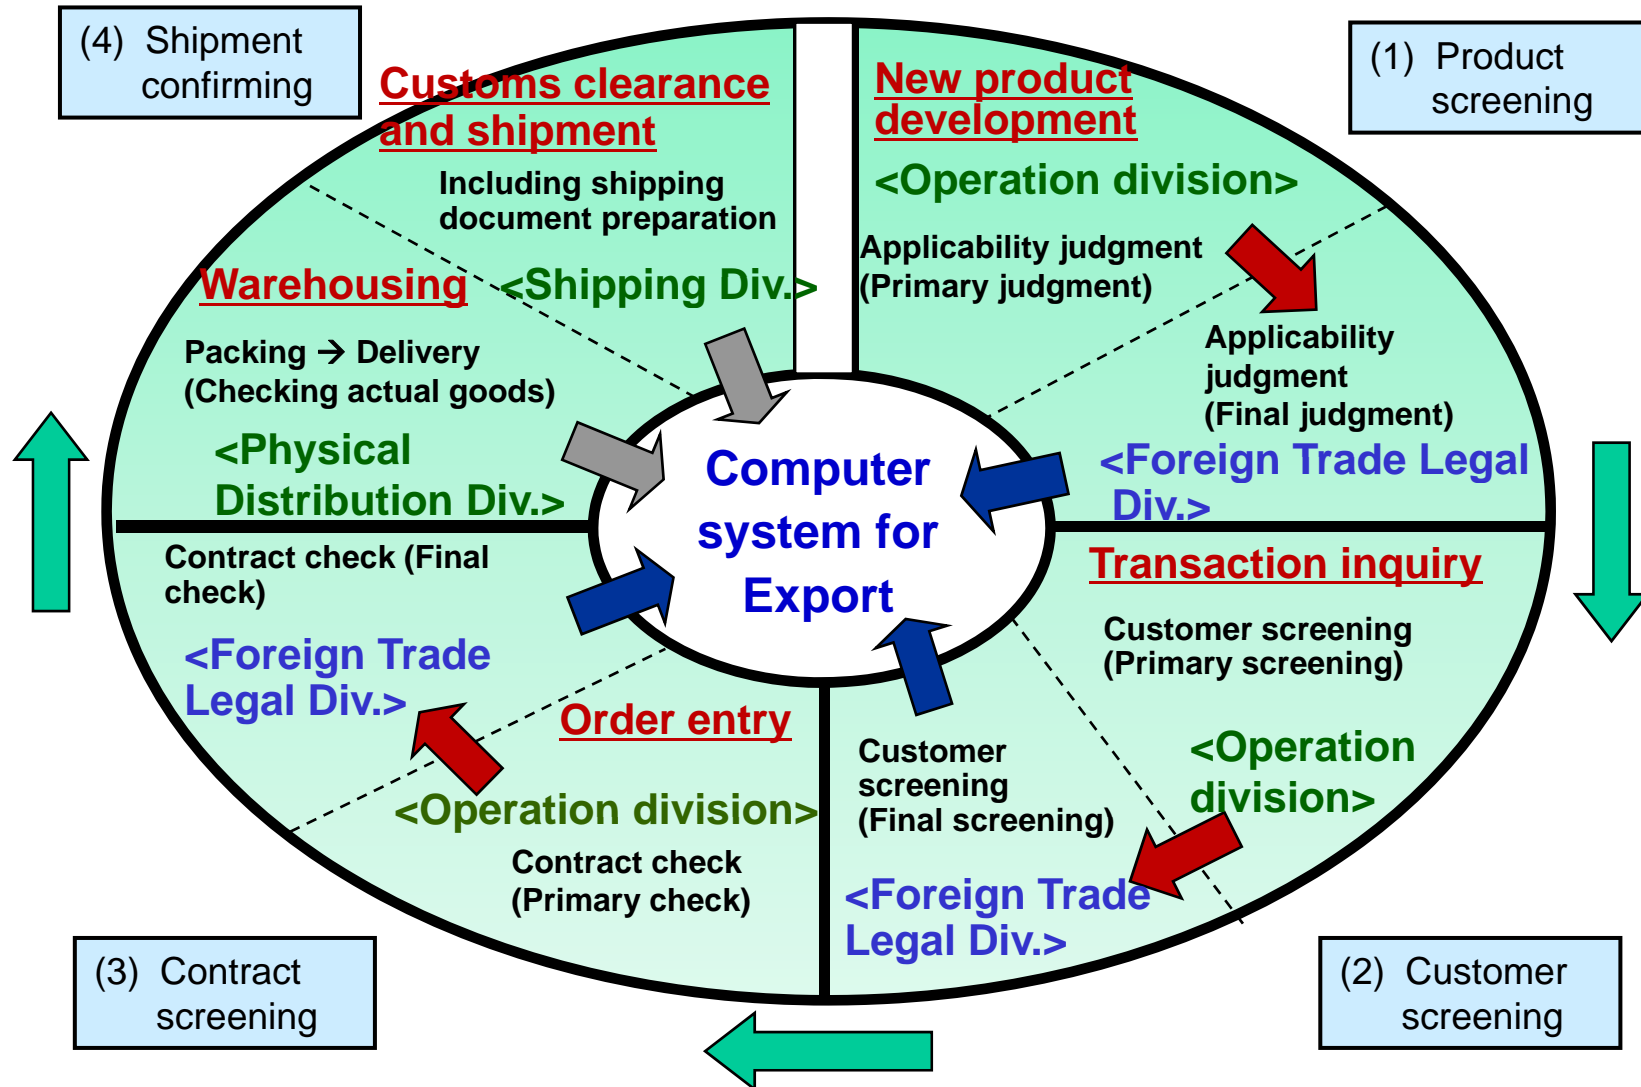 (4) Shipment
confirming
Customs clearance
and shipment
Including shipping
document preparation
<Shipping Div.>
Warehousing
Packing → Delivery
(Checking actual goods)
<Physical
Distribution Div.>
(1) Product
screening
New product
development
<Operation division>
Applicability judgment
(Primary judgment)
Applicability
judgment
(Final judgment)
<Foreign Trade Legal
Div.>
Computer
system for
Export
Transaction inquiry
Customer screening
(Primary screening)
<Operation
division>
Customer
screening
(Final screening)
<Foreign Trade
Legal Div.>
(2) Customer
screening
Contract check (Final
check)
<Foreign Trade
Legal Div.>
Order entry
<Operation division>
Contract check
(Primary check)
(3) Contract
screening